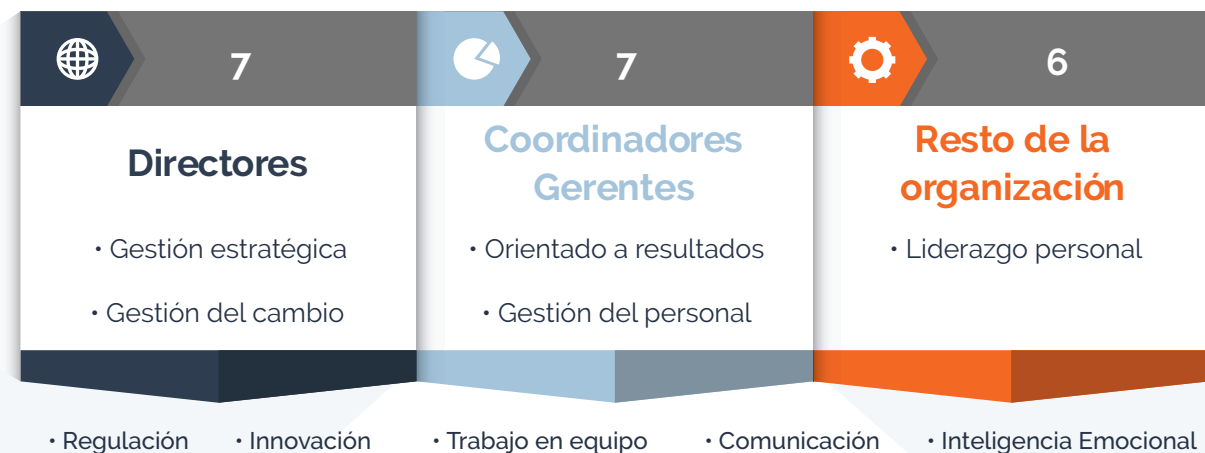 7
7
6
Directores
Coordinadores
Gerentes
Resto de la
organización
• Gestión estratégica
• Orientado a resultados
• Liderazgo personal
• Gestión del cambio
• Gestión del personal
• Regulación
• Innovación
• Trabajo en equipo
• Comunicación
• Inteligencia Emocional